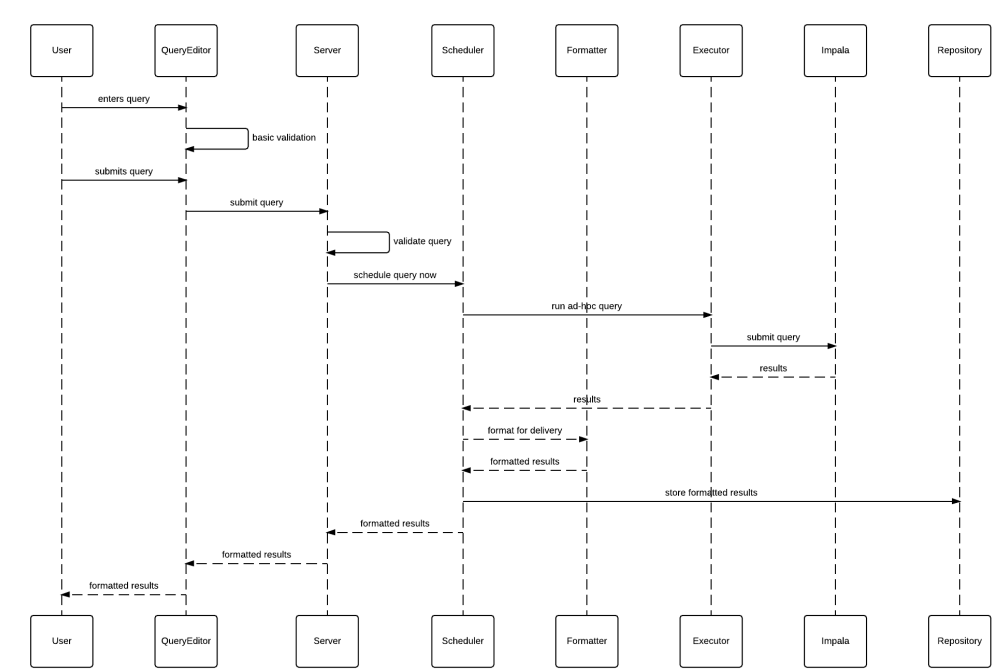 User
QueryEditor
Server
Scheduler
Formatter
Executor
Impala
Repository
enters query
basic validation
submits query
submit query
validate query
schedule query now
run ad-hoc query
submit query
results
results
format for delivery
formatted results
store formatted results
formatted results
formatted results
formatted results
User
QueryEditor
Server
Scheduler
Formatter
Executor
Impala
Repository